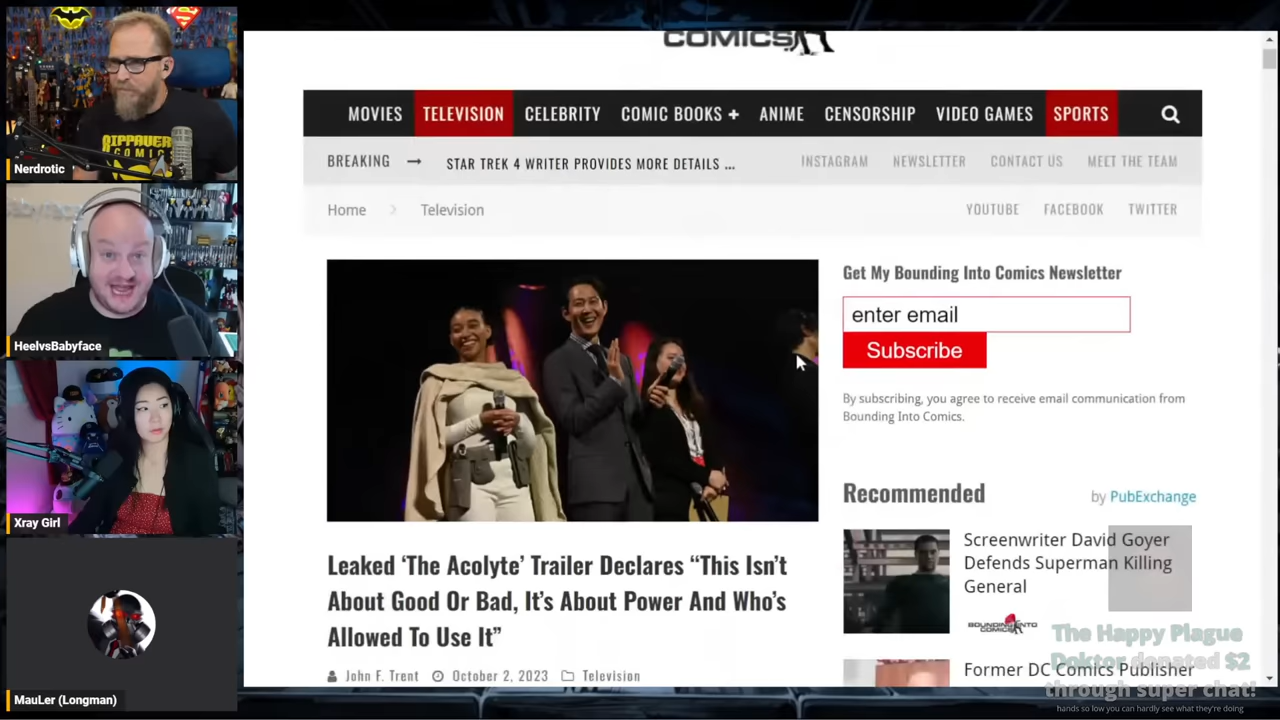 COMICS
MOVIES TELEVISION CELEBRITY COMIC BOOKS + ANIME CENSORSHIP VIDEO GAMES SPORTS
BREAKING → STAR TREK 4 WRITER PROVIDES MORE DETAILS ... INSTAGRAM NEWSLETTER CONTACT US MEET THE TEAM
Home > Television YOUTUBE FACEBOOK TWITTER
Get My Bounding Into Comics Newsletter
enter email
Subscribe
By subscribing, you agree to receive email communication from
Bounding Into Comics.
Recommended by PubExchange
Screenwriter David Goyer
Defends Superman Killing
General
BOUNDING INTO
COMICS
Former DC Comics Publisher
Leaked ‘The Acolyte’ Trailer Declares “This Isn’t
About Good Or Bad, It’s About Power And Who’s
Allowed To Use It”
John F. Trent October 2, 2023 Television
The Happy Plague
Doktor donated $2
through super chat!
hands so low you can hardly see what they're doing
RIPPAVERSE
COMICS
Nerdrotic
HeelvsBabyface
Xray Girl
MauLer (Longman)